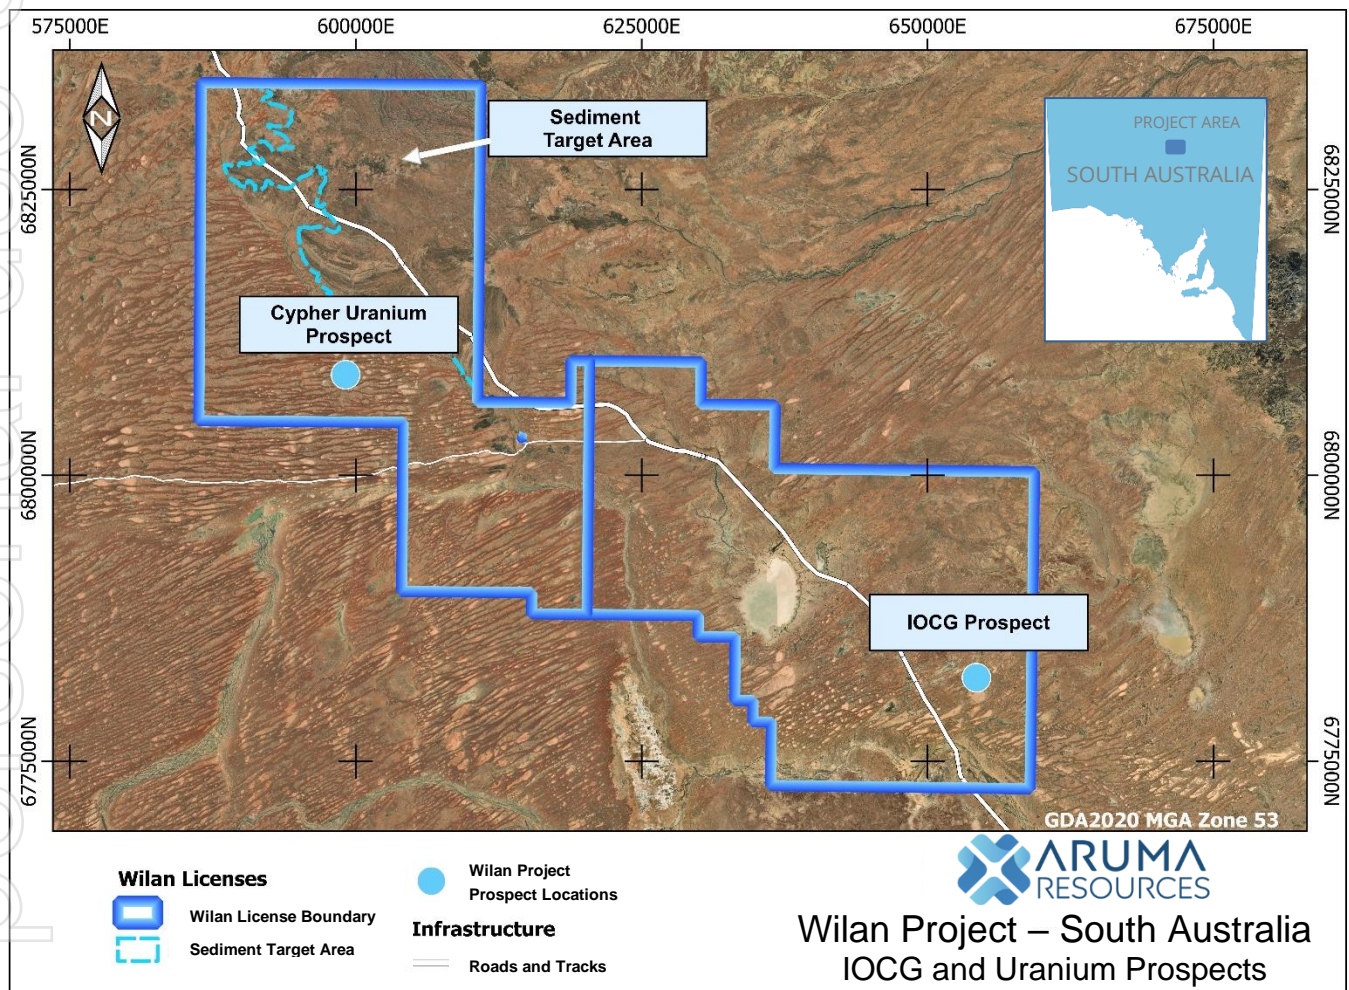 575000E
600000E
625000E
650000E
675000E
N
Sediment
Target Area
PROJECT AREA
SOUTH AUSTRALIA
6825000N
6825000N
Cypher Uranium
Prospect
6800000N
6800000N
IOCG Prospect
6775000N
6775000N
GDA2020 MGA Zone 53
Wilan Licenses
Wilan License Boundary
Sediment Target Area
Wilan Project
Prospect Locations
Infrastructure
Roads and Tracks
ARUMA
RESOURCES
Wilan Project – South Australia
IOCG and Uranium Prospects